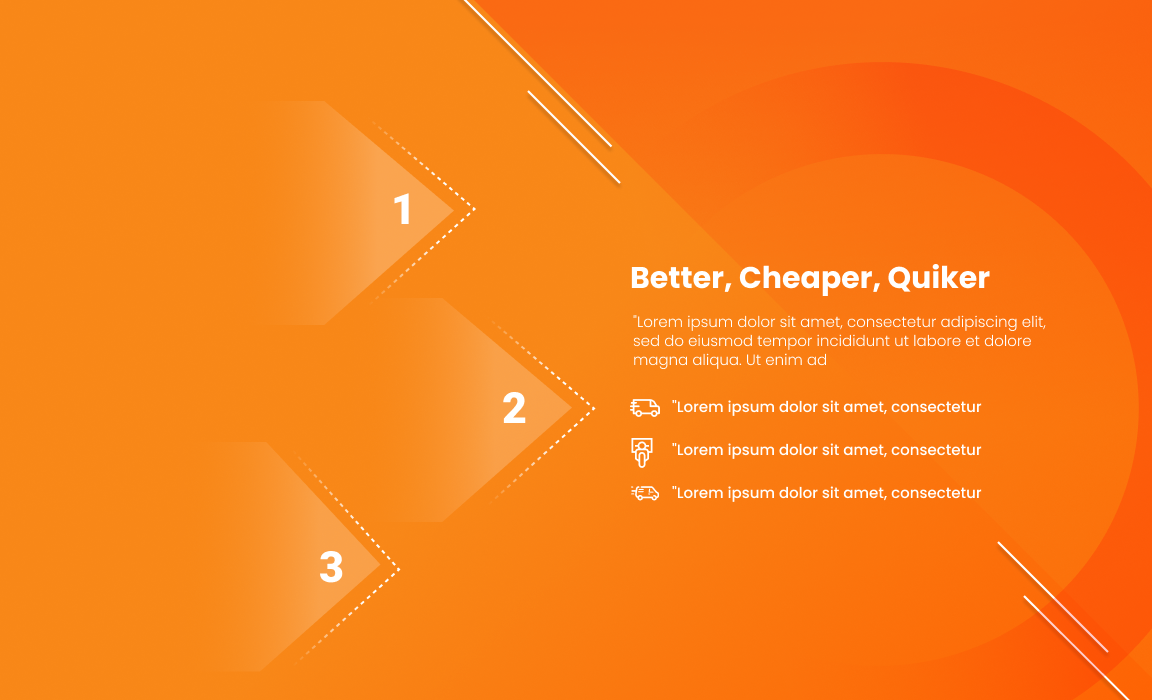 1
2
3
Better, Cheaper, Quiker
"Lorem ipsum dolor sit amet, consectetur adipiscing elit,
sed do eiusmod tempor incididunt ut labore et dolore
magna aliqua. Ut enim ad
"Lorem ipsum dolor sit amet, consectetur
"Lorem ipsum dolor sit amet, consectetur
"Lorem ipsum dolor sit amet, consectetur